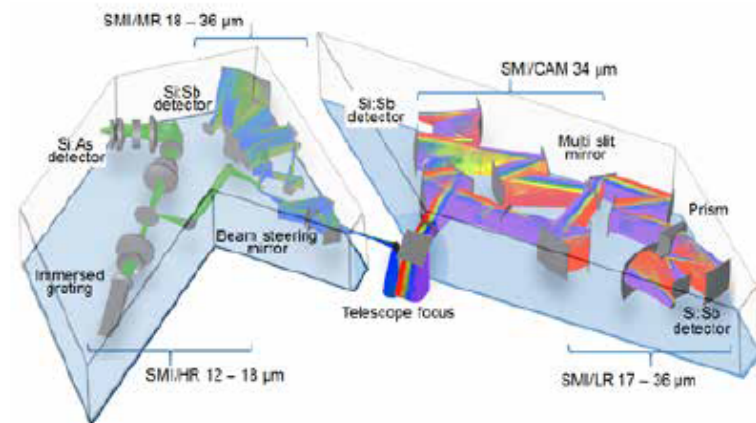 SMI/MR 18 – 36 μm
SMI/CAM 34 μm
Si:Sb
detector
Si:Sb
detector
Multi slit
mirror
Si:As
detector
Prism
Beam steering
mirror
Immersed
grating
Telescope focus
Si:Sb
detector
SMI/HR 12 – 18 μm
SMI/LR 17 – 36 μm